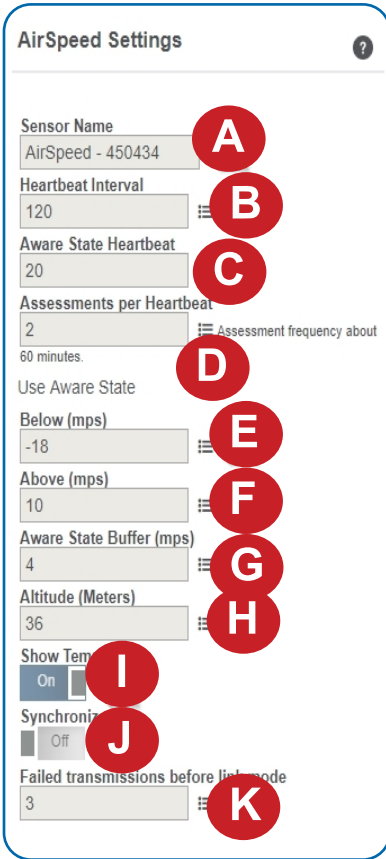 AirSpeed Settings
?
Sensor Name
AirSpeed - 450434
A
Heartbeat Interval
120
B
Aware State Heartbeat
20
C
Assessments per Heartbeat
2
Assessment frequency about
60 minutes.
D
Use Aware State
Below (mps)
-18
E
Above (mps)
10
F
Aware State Buffer (mps)
4
G
Altitude (Meters)
36
H
Show
On
I
Off
J
Failed transmissions before link mode
3
K